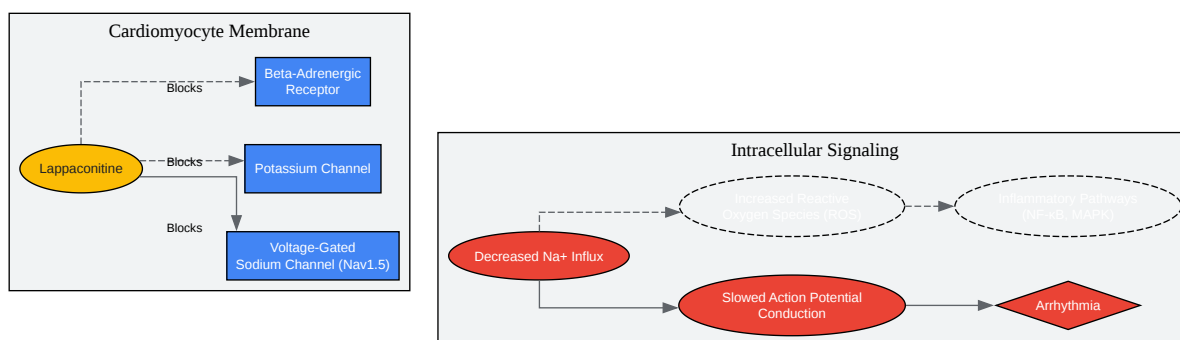 Cardiomyocyte Membrane
Beta-Adrenergic
Receptor
Blocks
Lappaconitine
Blocks
Potassium Channel
Blocks
Voltage-Gated
Sodium Channel (Nav1.5)
Intracellular Signaling
Increased Reactive
Oxygen Species (ROS)
Inflammatory Pathways
(NF-κB, MAPK)
Decreased Na+ Influx
Slowed Action Potential
Conduction
Arrhythmia